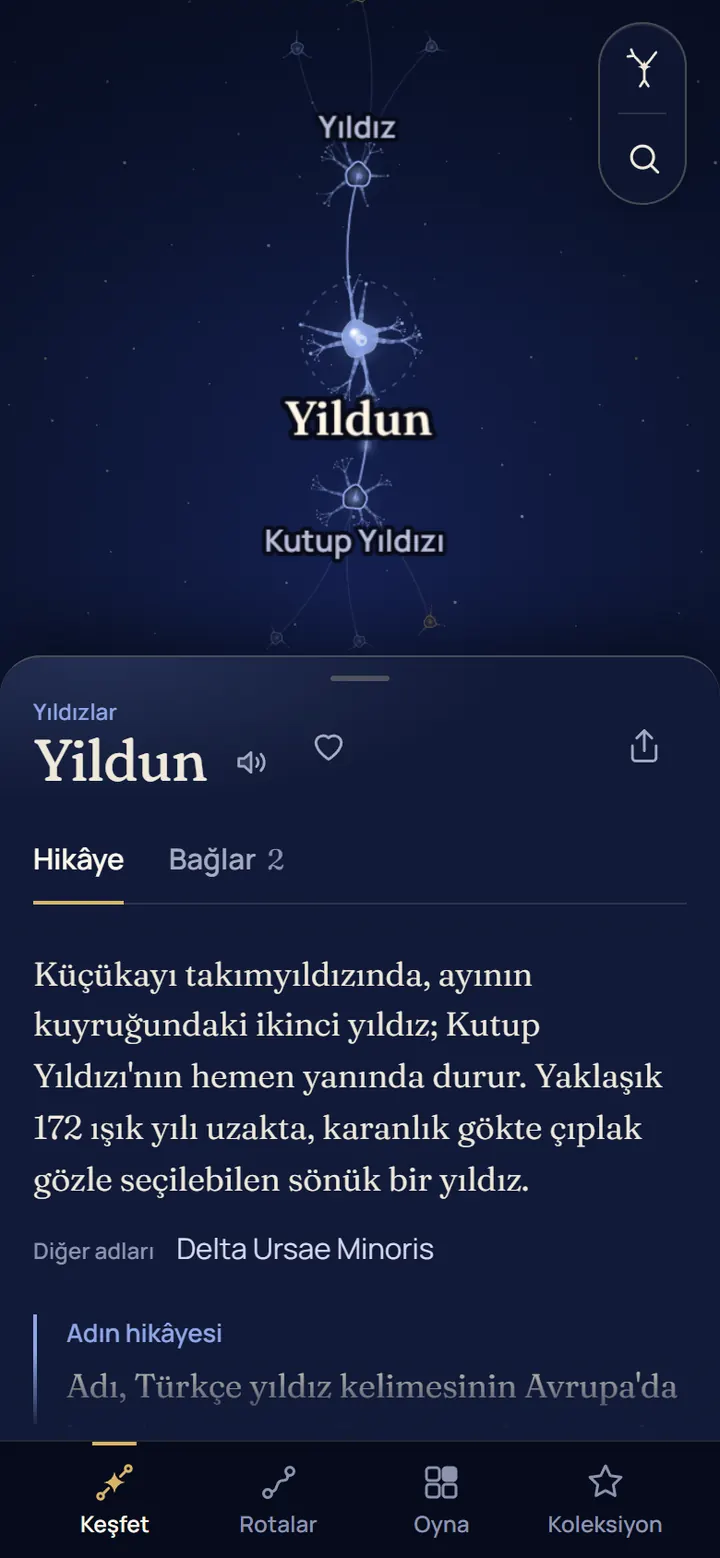 Yıldız
Yildun
Kutup Yıldızı
Yıldızlar
Yildun
Hikâye
Bağlar 2
Küçükayı takımyıldızında, ayının
kuyruğundaki ikinci yıldız; Kutup
Yıldızı'nın hemen yanında durur. Yaklaşık
172 ışık yılı uzakta, karanlık gökte çıplak
gözle seçilebilen sönük bir yıldız.
Diğer adları Delta Ursae Minoris
Adın hikâyesi
Adı, Türkçe yıldız kelimesinin Avrupa'da
Keşfet
Rotalar
Oyna
Koleksiyon